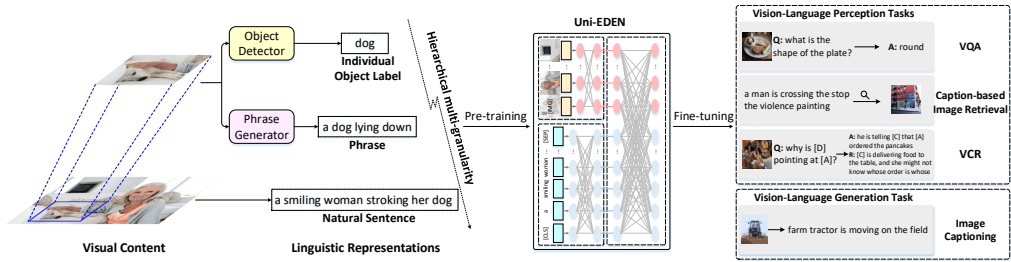 Object
Detector
dog
Individual
Object Label
Phrase
Generator
a dog lying down
Phrase
a smiling woman stroking her dog
Natural Sentence
Visual Content
Linguistic Representations
Hierarchical multi-granularity
Pre-training
Uni-EDEN
[IMG]
[SEP]
woman
smiling
a
[CLS]
Fine-tuning
Vision-Language Perception Tasks
Q: what is the
shape of the plate?
A: round
VQA
a man is crossing the stop
the violence painting
Caption-based
Image Retrieval
Q: why is [D]
pointing at [A]?
A: he is telling [C] that [A]
ordered the pancakes
R: [C] is delivering food to
the table, and she might not
know whose order is whose
VCR
Vision-Language Generation Task
farm tractor is moving on the field
Image
Captioning